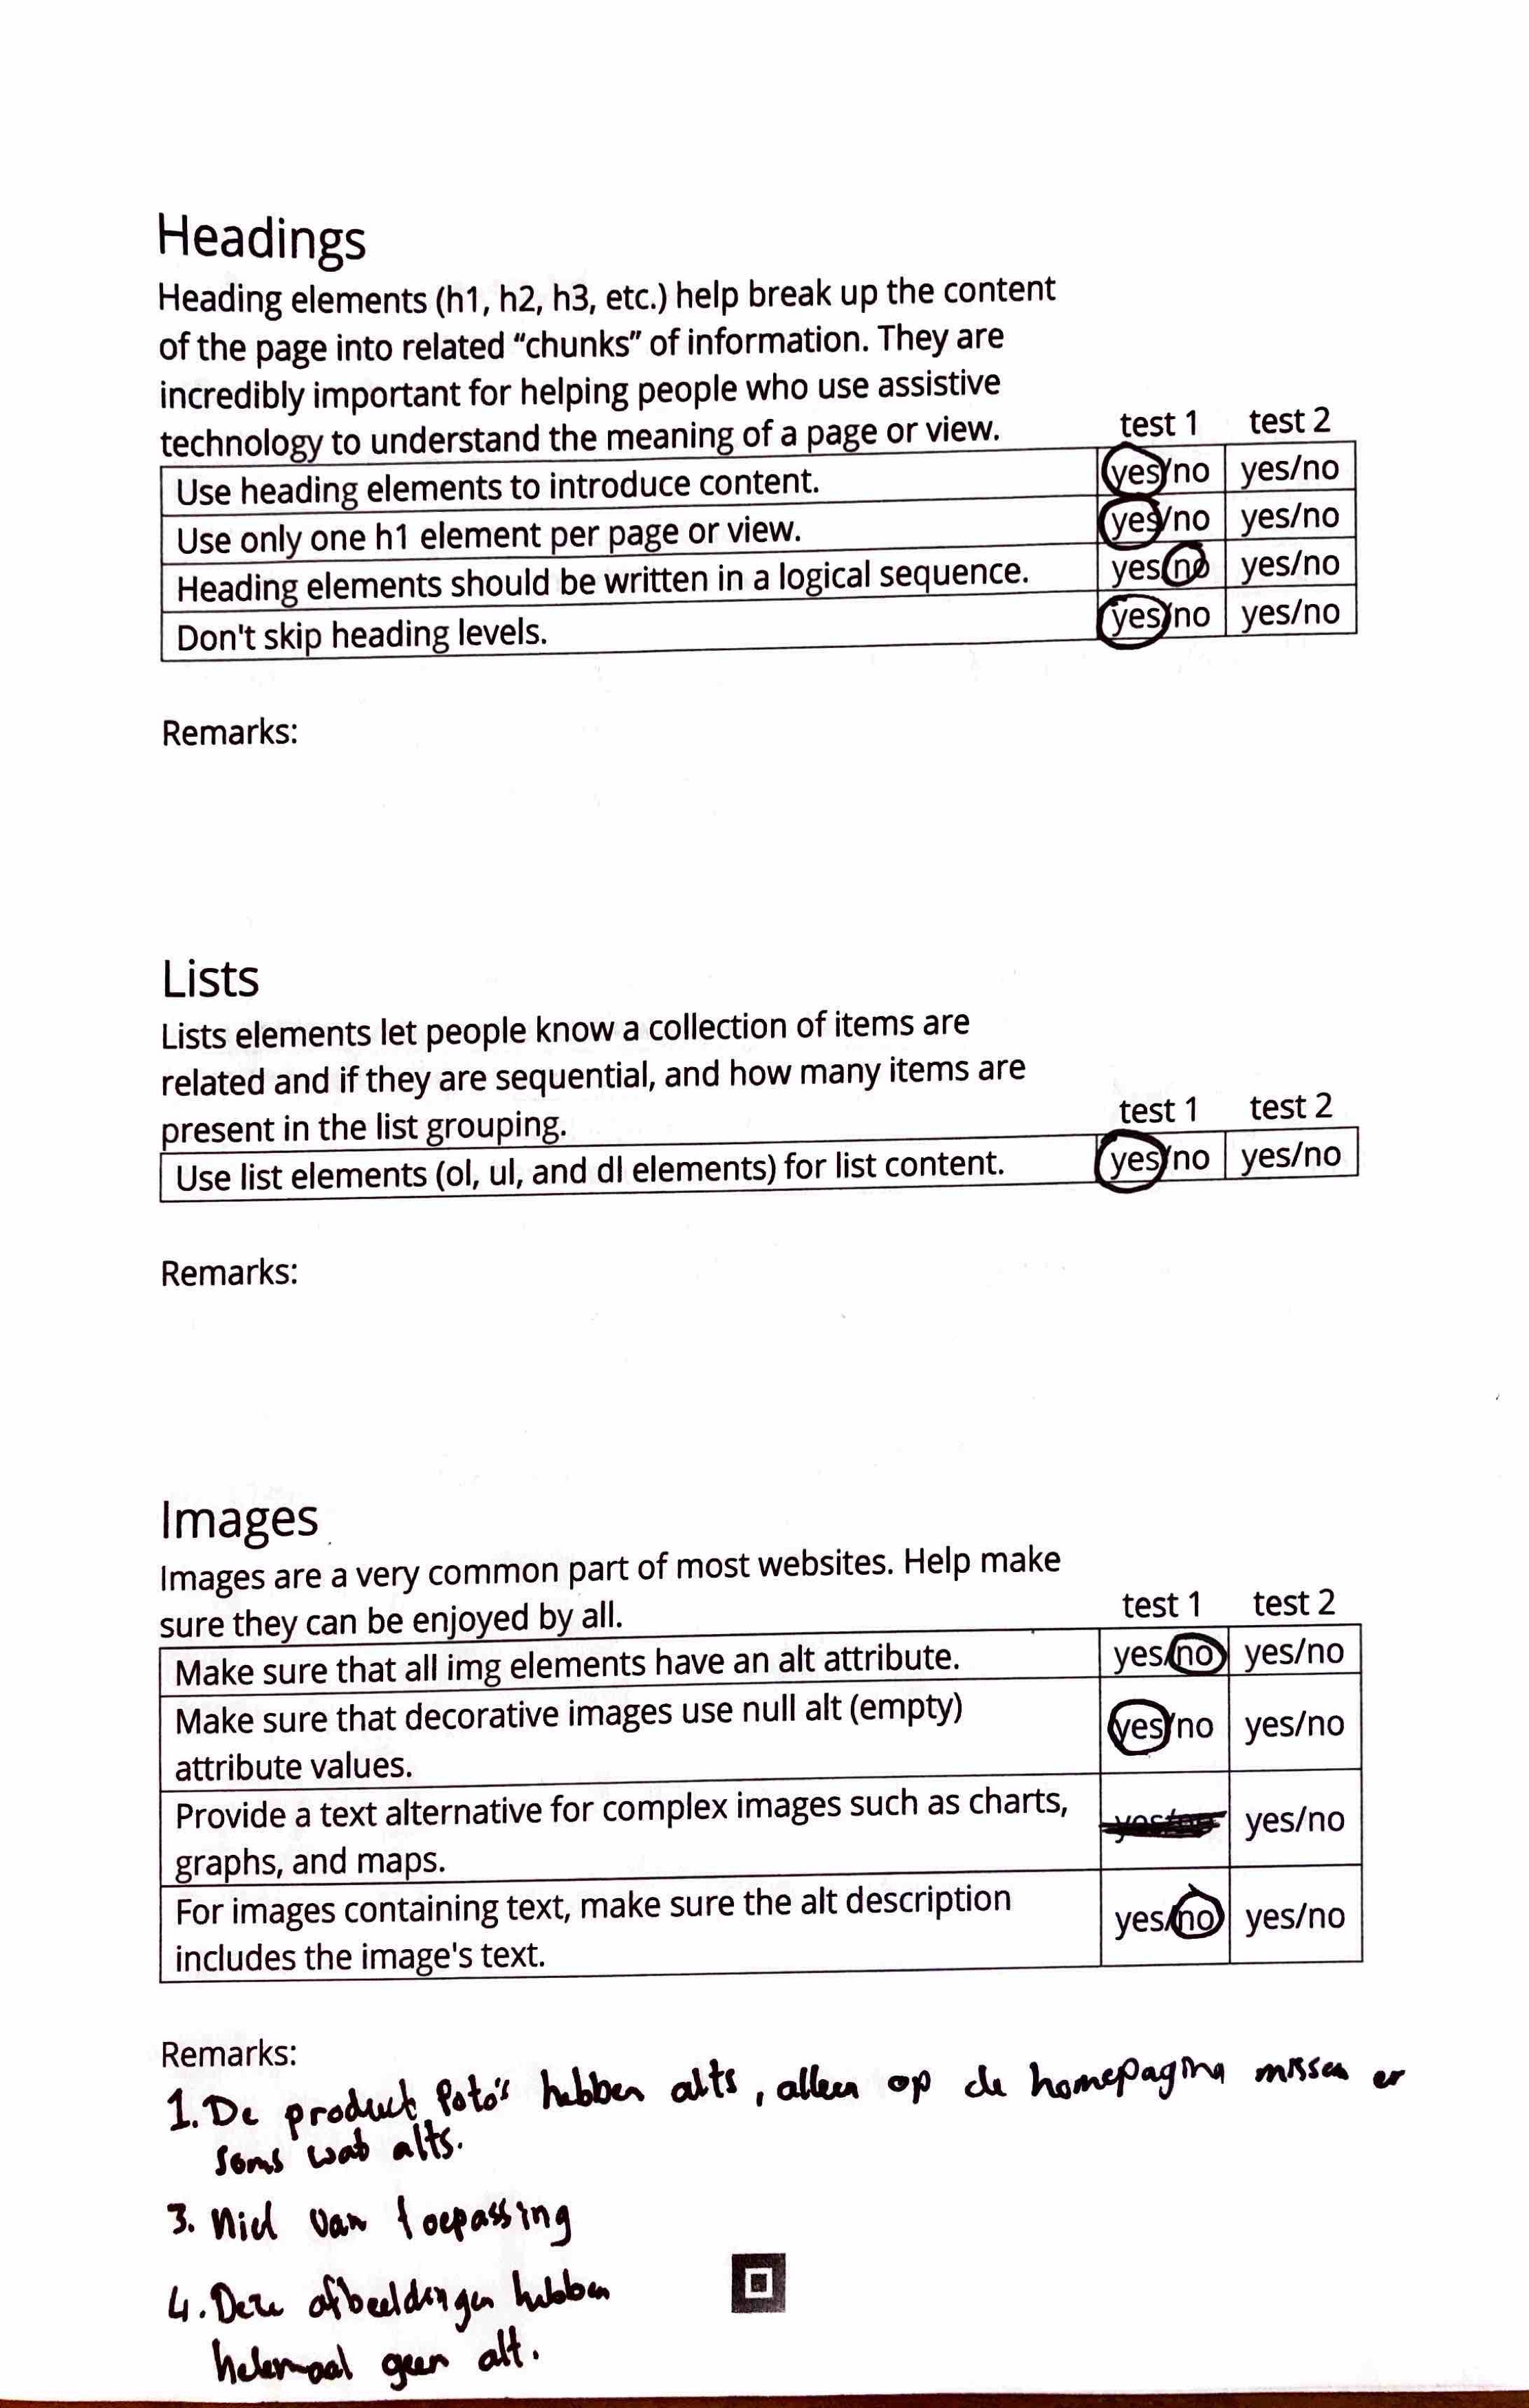 Headings
Heading elements (h1, h2, h3, etc.) help break up the content
of the page into related “chunks” of information. They are
incredibly important for helping people who use assistive
technology to understand the meaning of a page or view. test 1 test 2
Use heading elements to introduce content. yes/no yes/no
Use only one h1 element per page or view. yes/no yes/no
Heading elements should be written in a logical sequence. yes/no yes/no
Don't skip heading levels. yes/no yes/no
Remarks:
Lists
Lists elements let people know a collection of items are
related and if they are sequential, and how many items are
present in the list grouping. test 1 test 2
Use list elements (ol, ul, and dl elements) for list content. yes/no yes/no
Remarks:
Images
Images are a very common part of most websites. Help make
sure they can be enjoyed by all. test 1 test 2
Make sure that all img elements have an alt attribute. yes/no yes/no
Make sure that decorative images use null alt (empty) yes/no yes/no
attribute values.
Provide a text alternative for complex images such as charts, yes/no yes/no
graphs, and maps.
For images containing text, make sure the alt description yes/no yes/no
includes the image's text.
Remarks:
1. De product foto's hebben alts, alleen op de homepagina missen er
soms wat alts.
3. Niet van toepassing
4. Deze afbeeldingen hebben
helemaal geen alt.